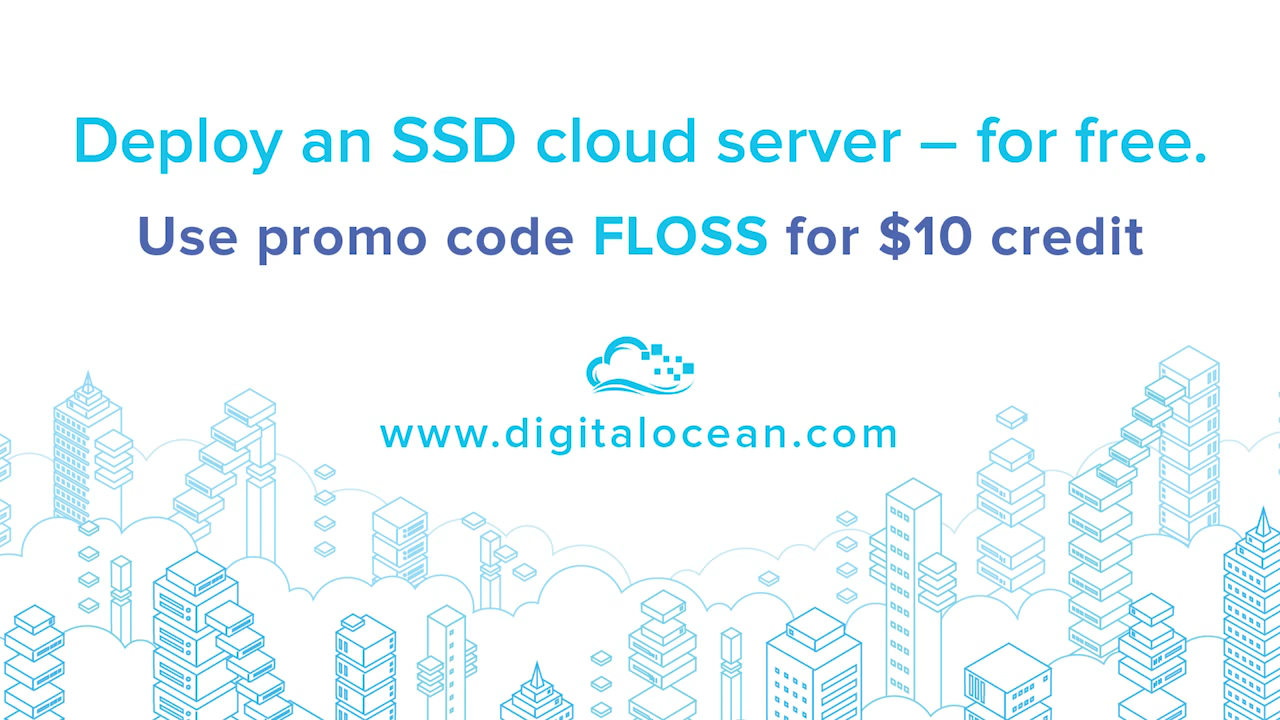 Deploy an SSD cloud server – for free.
Use promo code FLOSS for $10 credit
www.digitalocean.com